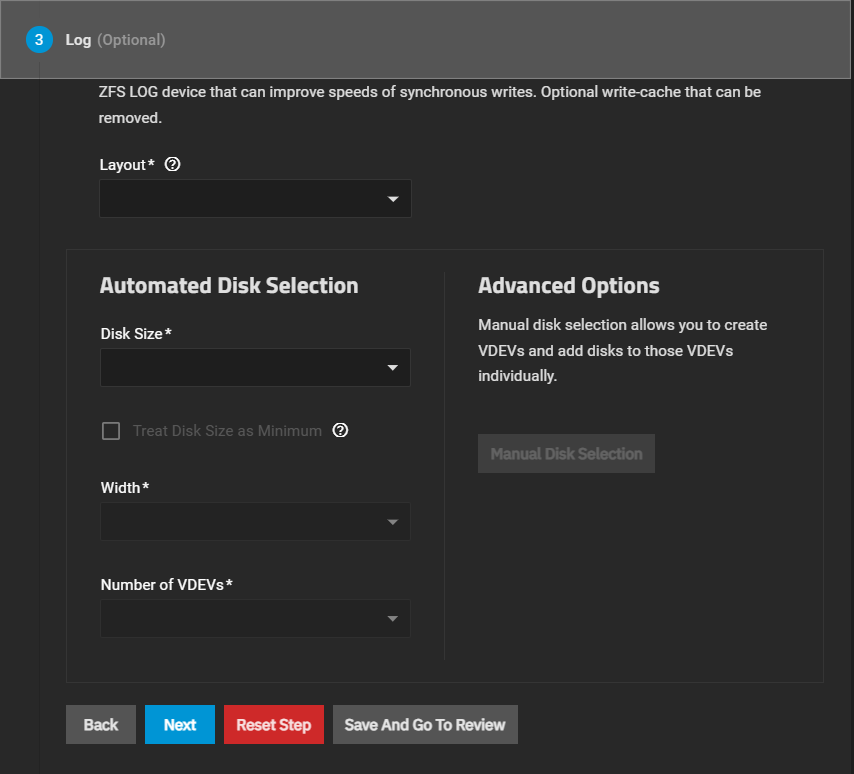 3 Log (Optional)
ZFS LOG device that can improve speeds of synchronous writes. Optional write-cache that can be
removed.
Layout*
Automated Disk Selection
Disk Size*
Treat Disk Size as Minimum
Width*
Number of VDEVs*
Advanced Options
Manual disk selection allows you to create
VDEVs and add disks to those VDEVs
individually.
Manual Disk Selection
Back Next Reset Step Save And Go To Review